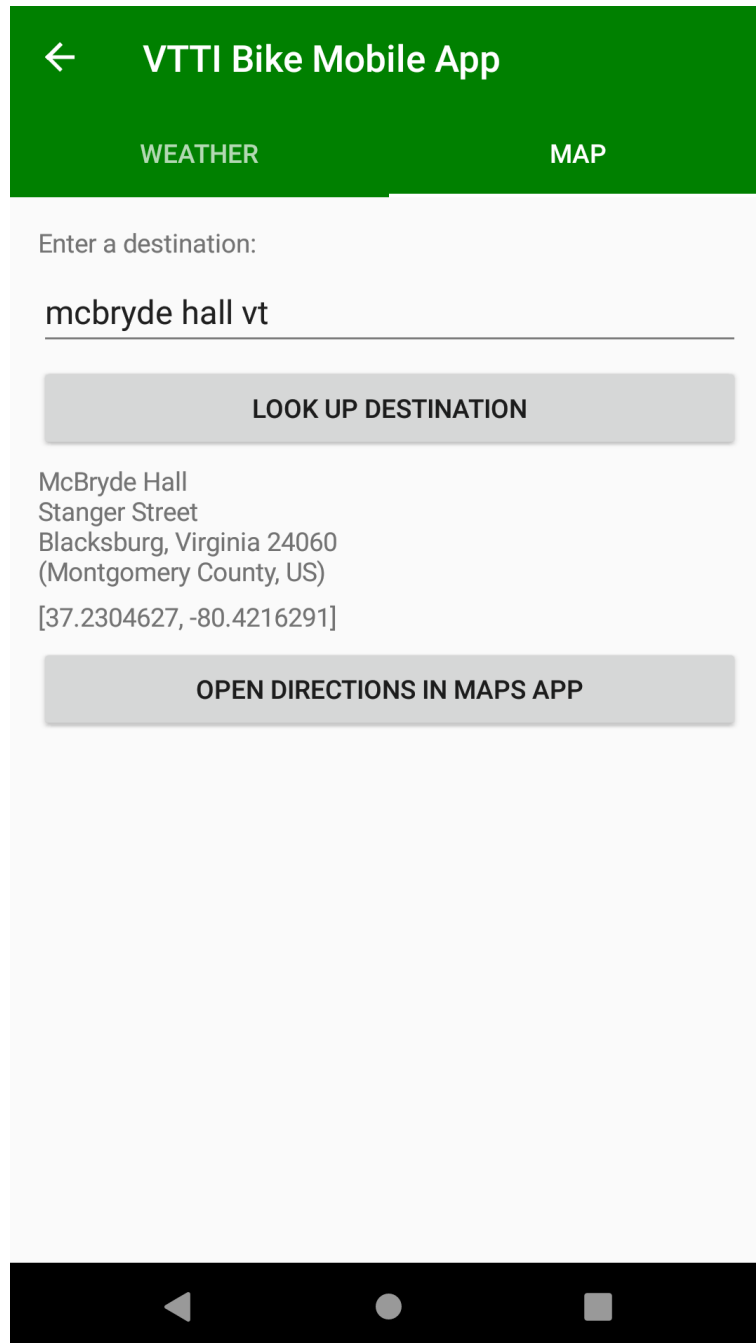 VTTI Bike Mobile App
WEATHER
MAP
Enter a destination:
mcbryde hall vt
LOOK UP DESTINATION
McBryde Hall
Stanger Street
Blacksburg, Virginia 24060
(Montgomery County, US)
[37.2304627, -80.4216291]
OPEN DIRECTIONS IN MAPS APP